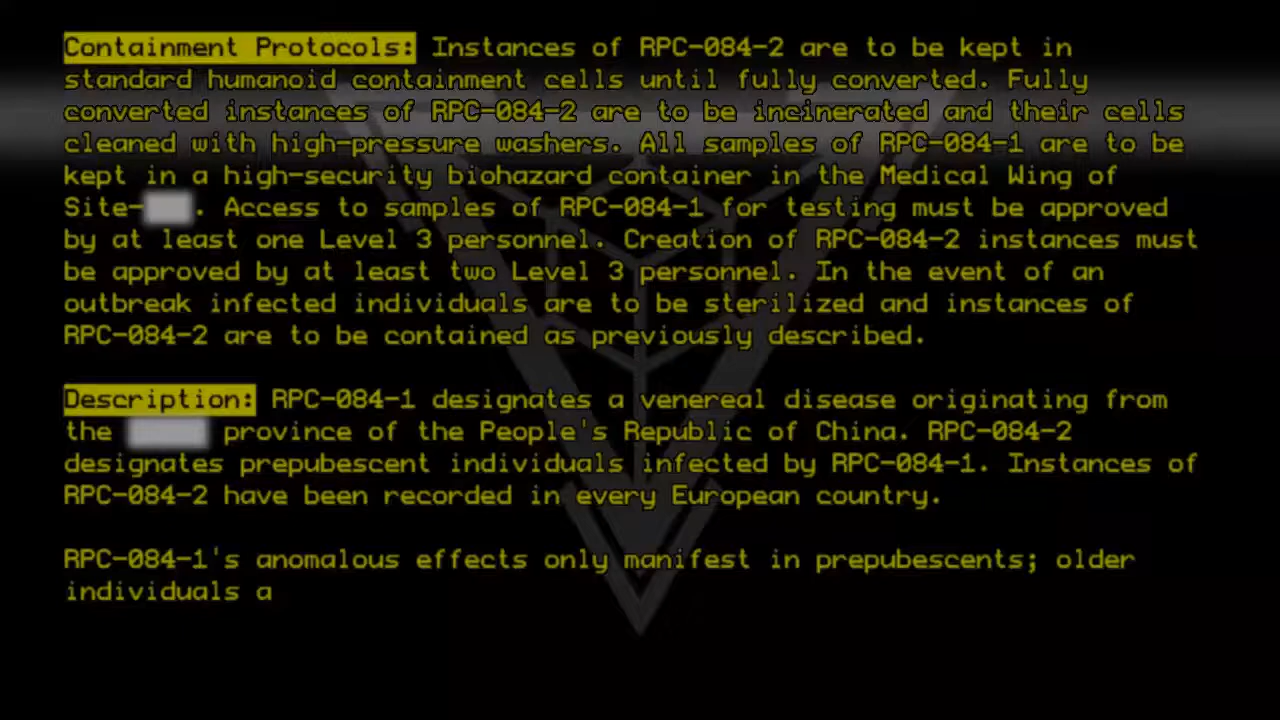 Containment Protocols: Instances of RPC-084-2 are to be kept in
standard humanoid containment cells until fully converted. Fully
converted instances of RPC-084-2 are to be incinerated and their cells
cleaned with high-pressure washers. All samples of RPC-084-1 are to be
kept in a high-security biohazard container in the Medical Wing of
Site- . Access to samples of RPC-084-1 for testing must be approved
by at least one Level 3 personnel. Creation of RPC-084-2 instances must
be approved by at least two Level 3 personnel. In the event of an
outbreak infected individuals are to be sterilized and instances of
RPC-084-2 are to be contained as previously described.
Description: RPC-084-1 designates a venereal disease originating from
the province of the People's Republic of China. RPC-084-2
designates prepubescent individuals infected by RPC-084-1. Instances of
RPC-084-2 have been recorded in every European country.
RPC-084-1's anomalous effects only manifest in prepubescents; older
individuals a